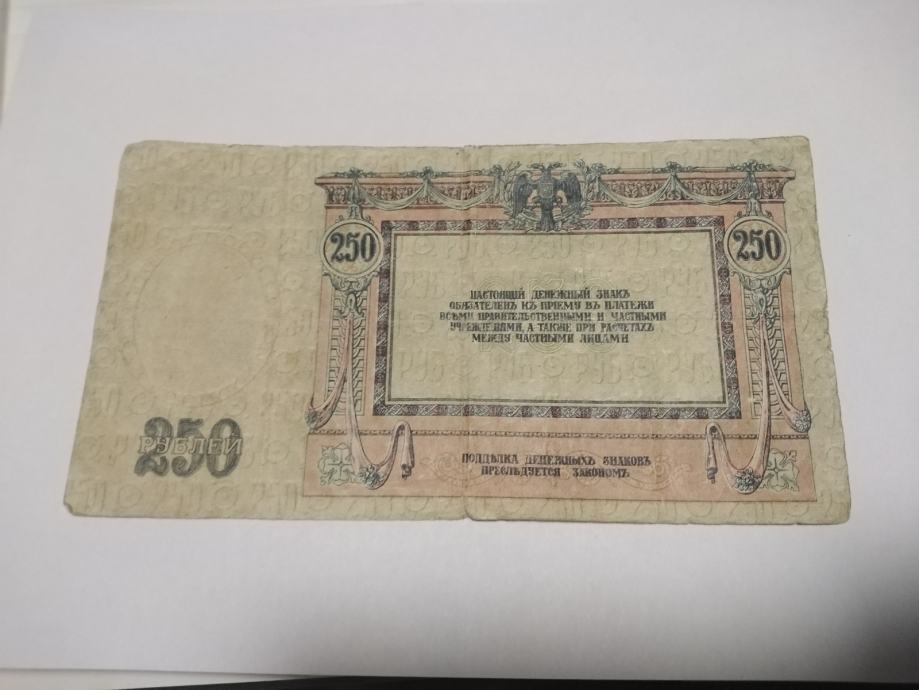 250
250
НАСТОЯЩІЙ ДЕНЕЖНЫЙ ЗНАКЪ
ОБЯЗАТЕЛЕНЪ КЪ ПРІЕМУ ВЪ ПЛАТЕЖИ
ВСѢМИ ПРАВИТЕЛЬСТВЕННЫМИ И ЧАСТНЫМИ
УЧРЕЖДЕНІЯМИ, А ТАКЖЕ ПРИ РАСЧЕТАХЪ
МЕЖДУ ЧАСТНЫМИ ЛИЦАМИ
250
РУБЛЕЙ
ПОДДѢЛКА ДЕНЕЖНЫХЪ ЗНАКОВЪ
ПРЕСЛѢДУЕТСЯ ЗАКОНОМЪ